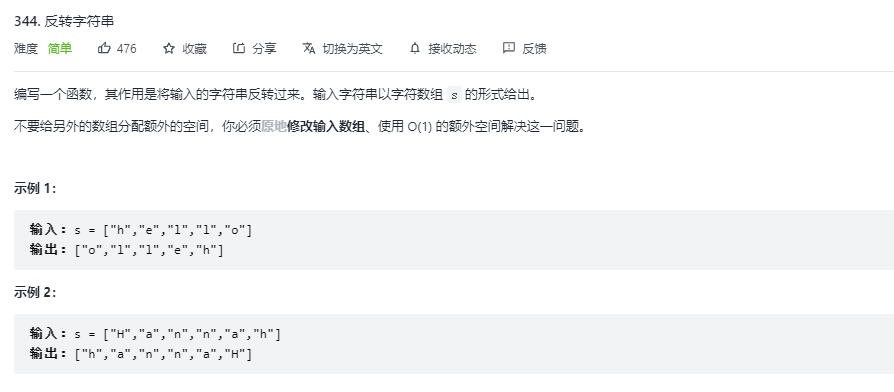 344. 反转字符串
难度 简单 476 收藏 分享 切换为英文 接收动态 反馈
编写一个函数，其作用是将输入的字符串反转过来。输入字符串以字符数组 s 的形式给出。
不要给另外的数组分配额外的空间，你必须原地修改输入数组、使用 O(1) 的额外空间解决这一问题。
示例 1：
输入：s = ["h","e","l","l","o"]
输出：["o","l","l","e","h"]
示例 2：
输入：s = ["H","a","n","n","a","h"]
输出：["h","a","n","n","a","H"]